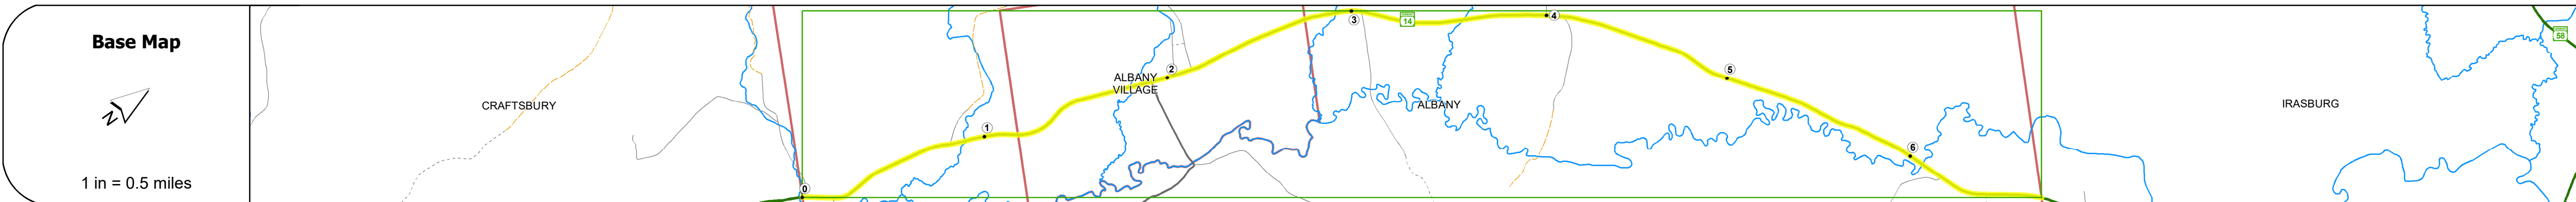 Base Map
N
1 in = 0.5 miles
CRAFTSBURY
0
1
ALBANY
VILLAGE
2
3
14
ALBANY
4
5
6
IRASBURG
58